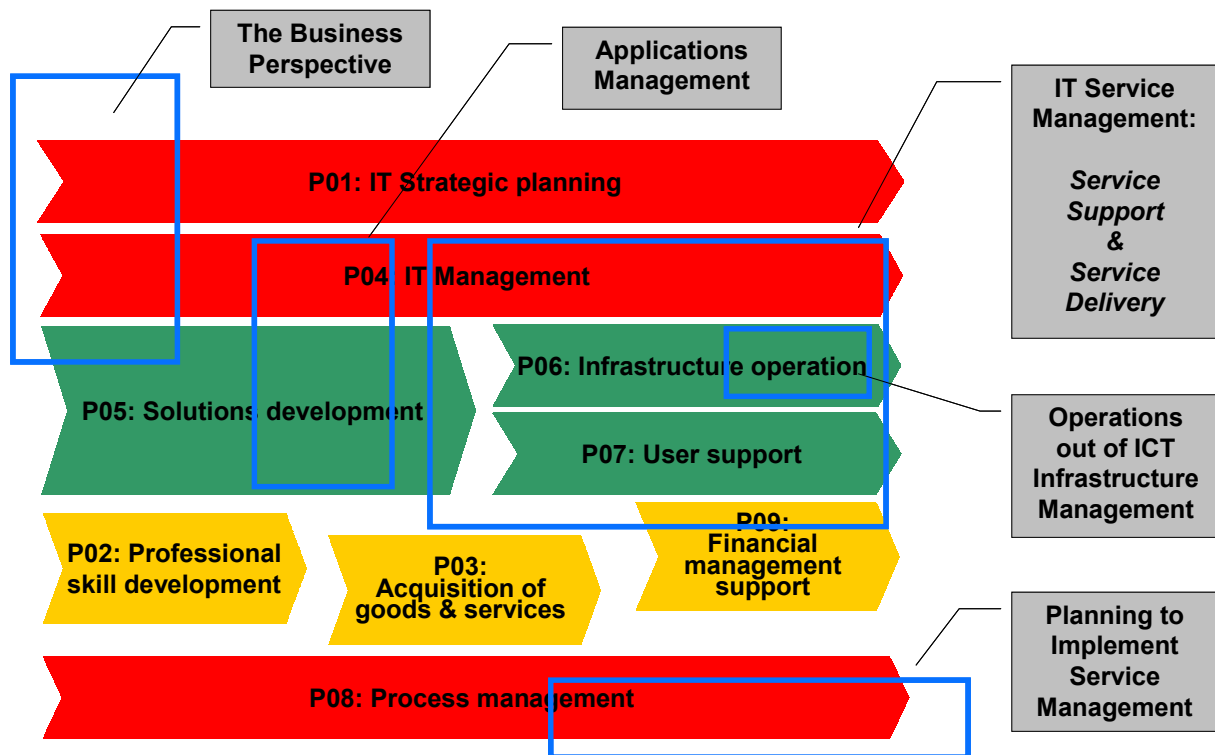 The Business
Perspective
Applications
Management
IT Service
Management:
Service
Support
&
Service
Delivery
P01: IT Strategic planning
P04: IT Management
P05: Solutions development
P06: Infrastructure operation
P07: User support
Operations
out of ICT
Infrastructure
Management
P02: Professional
skill development
P03:
Acquisition of
goods & services
P09:
Financial
management
support
P08: Process management
Planning to
Implement
Service
Management